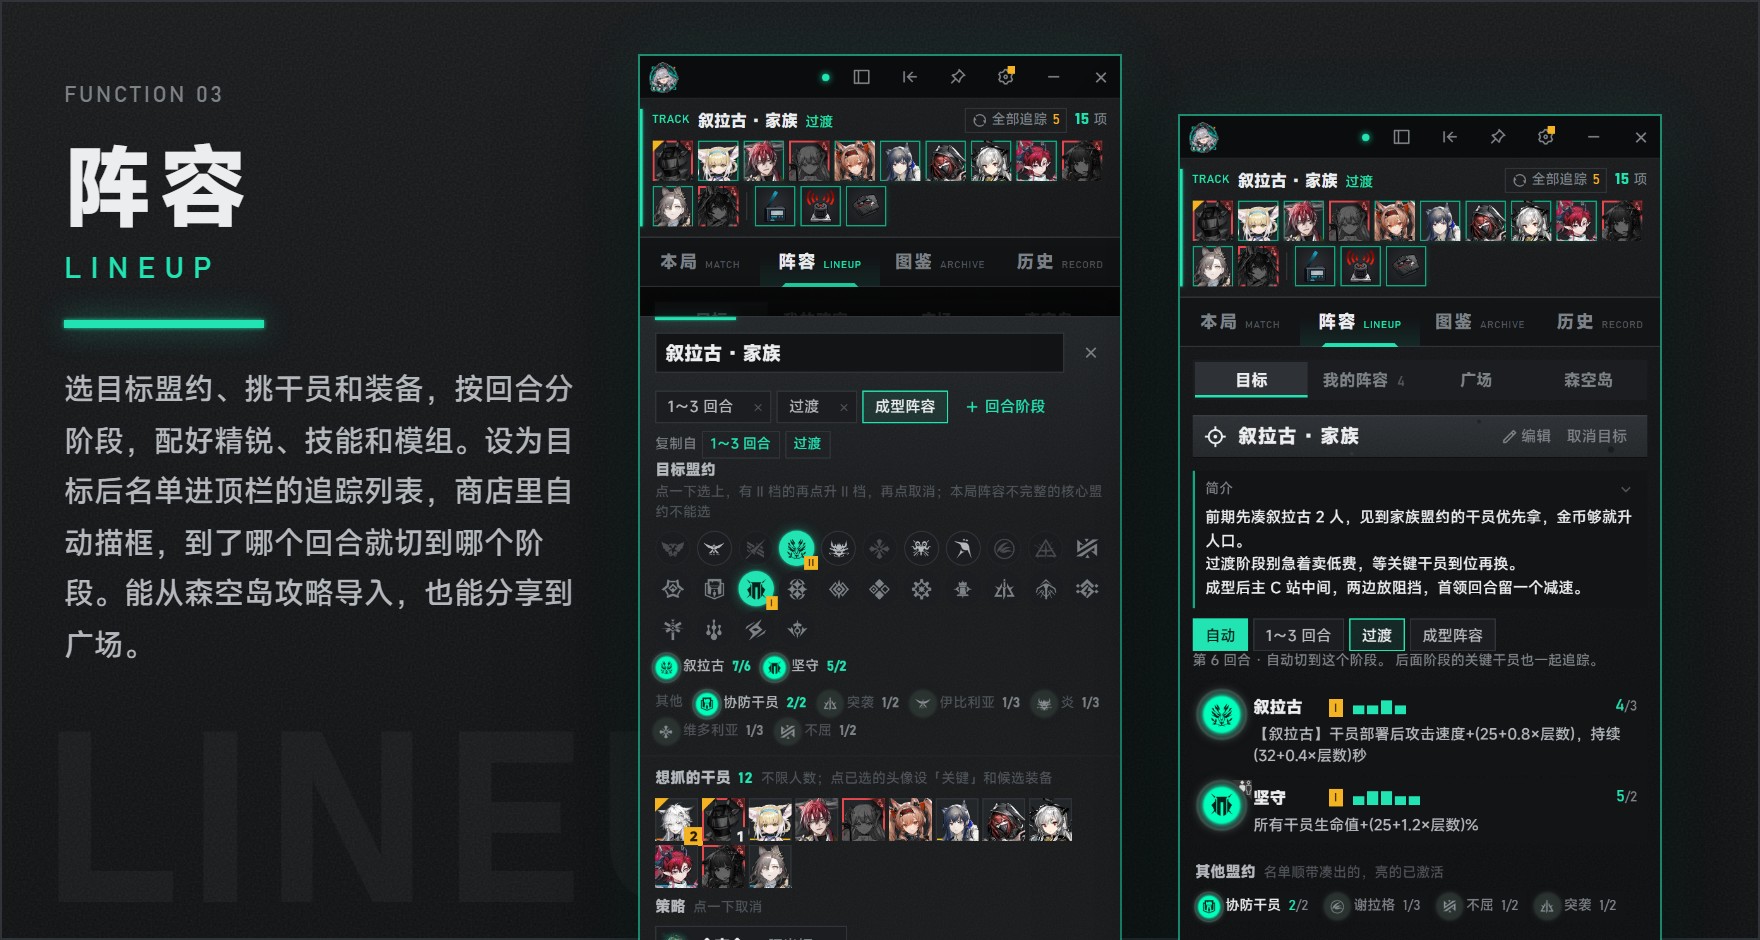 FUNCTION 03
阵容
LINEUP
选目标盟约、挑干员和装备，按回合分
阶段，配好精锐、技能和模组。设为目
标后名单进顶栏的追踪列表，商店里自
动描框，到了哪个回合就切到哪个阶
段。能从森空岛攻略导入，也能分享到
广场。
TRACK 叙拉古·家族 过渡 全部追踪 5 15 项
本局 MATCH 阵容 LINEUP 图鉴 ARCHIVE 历史 RECORD
叙拉古·家族
1～3 回合 过渡 成型阵容 + 回合阶段
复制自 1～3 回合 过渡
目标盟约
点一下选上，有 II 档的再点升 II 档，再点取消；本局阵容不完整的核心盟
约不能选
II
I
叙拉古 7/6 坚守 5/2
其他 协防干员 2/2 突袭 1/2 伊比利亚 1/3 炎 1/3
维多利亚 1/3 不屈 1/2
想抓的干员 12 不限人数；点已选的头像设「关键」和候选装备
2 1
策略 点一下取消
TRACK 叙拉古·家族 过渡 全部追踪 5 15 项
本局 MATCH 阵容 LINEUP 图鉴 ARCHIVE 历史 RECORD
目标 我的阵容 4 广场 森空岛
叙拉古·家族 编辑 取消目标
简介
前期先凑叙拉古 2 人，见到家族盟约的干员优先拿，金币够就升
人口。
过渡阶段别急着卖低费，等关键干员到位再换。
成型后主 C 站中间，两边放阻挡，首领回合留一个减速。
自动 1～3 回合 过渡 成型阵容
第 6 回合 · 自动切到这个阶段。 后面阶段的关键干员也一起追踪。
叙拉古 I 4/3
【叙拉古】干员部署后攻击速度+(25+0.8×层数)，持续
(32+0.4×层数)秒
坚守 I 5/2
所有干员生命值+(25+1.2×层数)%
其他盟约 名单顺带凑出的，亮的已激活
协防干员 2/2 谢拉格 1/3 不屈 1/2 突袭 1/2
LINEU